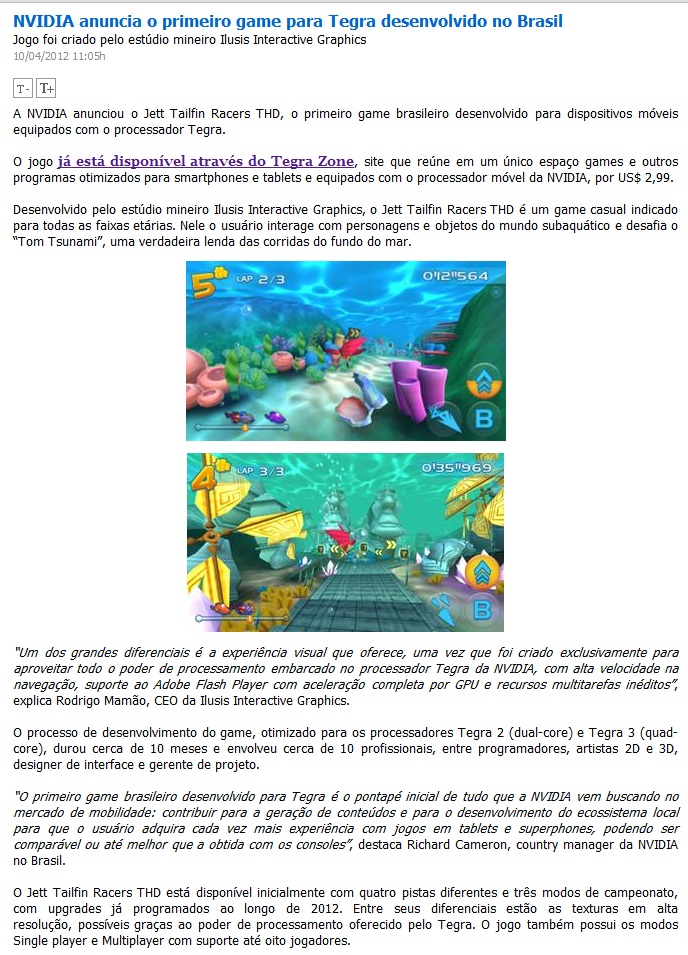 NVIDIA anuncia o primeiro game para Tegra desenvolvido no Brasil
Jogo foi criado pelo estúdio mineiro Ilusis Interactive Graphics
10/04/2012 11:05h
T- T+
A NVIDIA anunciou o Jett Tailfin Racers THD, o primeiro game brasileiro desenvolvido para dispositivos móveis
equipados com o processador Tegra.
O jogo já está disponível através do Tegra Zone, site que reúne em um único espaço games e outros
programas otimizados para smartphones e tablets e equipados com o processador móvel da NVIDIA, por US$ 2,99.
Desenvolvido pelo estúdio mineiro Ilusis Interactive Graphics, o Jett Tailfin Racers THD é um game casual indicado
para todas as faixas etárias. Nele o usuário interage com personagens e objetos do mundo subaquático e desafia o
“Tom Tsunami”, uma verdadeira lenda das corridas do fundo do mar.
5 LAP 2/3 0'12"564
B
4 LAP 3/3 0'35"969
B
“Um dos grandes diferenciais é a experiência visual que oferece, uma vez que foi criado exclusivamente para
aproveitar todo o poder de processamento embarcado no processador Tegra da NVIDIA, com alta velocidade na
navegação, suporte ao Adobe Flash Player com aceleração completa por GPU e recursos multitarefas inéditos”,
explica Rodrigo Mamão, CEO da Ilusis Interactive Graphics.
O processo de desenvolvimento do game, otimizado para os processadores Tegra 2 (dual-core) e Tegra 3 (quad-
core), durou cerca de 10 meses e envolveu cerca de 10 profissionais, entre programadores, artistas 2D e 3D,
designer de interface e gerente de projeto.
“O primeiro game brasileiro desenvolvido para Tegra é o pontapé inicial de tudo que a NVIDIA vem buscando no
mercado de mobilidade: contribuir para a geração de conteúdos e para o desenvolvimento do ecossistema local
para que o usuário adquira cada vez mais experiência com jogos em tablets e superphones, podendo ser
comparável ou até melhor que a obtida com os consoles”, destaca Richard Cameron, country manager da NVIDIA
no Brasil.
O Jett Tailfin Racers THD está disponível inicialmente com quatro pistas diferentes e três modos de campeonato,
com upgrades já programados ao longo de 2012. Entre seus diferenciais estão as texturas em alta
resolução, possíveis graças ao poder de processamento oferecido pelo Tegra. O jogo também possui os modos
Single player e Multiplayer com suporte até oito jogadores.